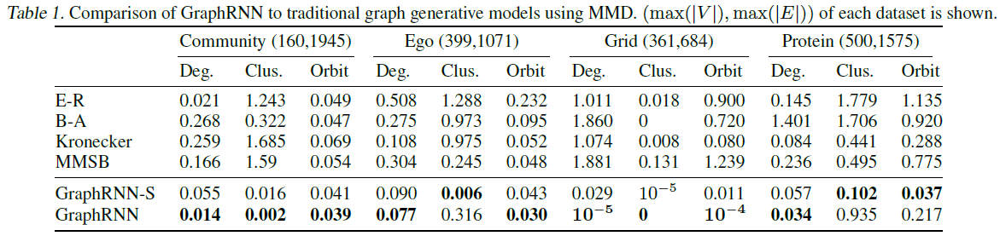 Table 1. Comparison of GraphRNN to traditional graph generative models using MMD. (max(|V|), max(|E|)) of each dataset is shown.
Community (160,1945) Ego (399,1071) Grid (361,684) Protein (500,1575)
Deg. Clus. Orbit Deg. Clus. Orbit Deg. Clus. Orbit Deg. Clus. Orbit
E-R 0.021 1.243 0.049 0.508 1.288 0.232 1.011 0.018 0.900 0.145 1.779 1.135
B-A 0.268 0.322 0.047 0.275 0.973 0.095 1.860 0 0.720 1.401 1.706 0.920
Kronecker 0.259 1.685 0.069 0.108 0.975 0.052 1.074 0.008 0.080 0.084 0.441 0.288
MMSB 0.166 1.59 0.054 0.304 0.245 0.048 1.881 0.131 1.239 0.236 0.495 0.775
GraphRNN-S 0.055 0.016 0.041 0.090 0.006 0.043 0.029 10⁻⁵ 0.011 0.057 0.102 0.037
GraphRNN 0.014 0.002 0.039 0.077 0.316 0.030 10⁻⁵ 0 10⁻⁴ 0.034 0.935 0.217